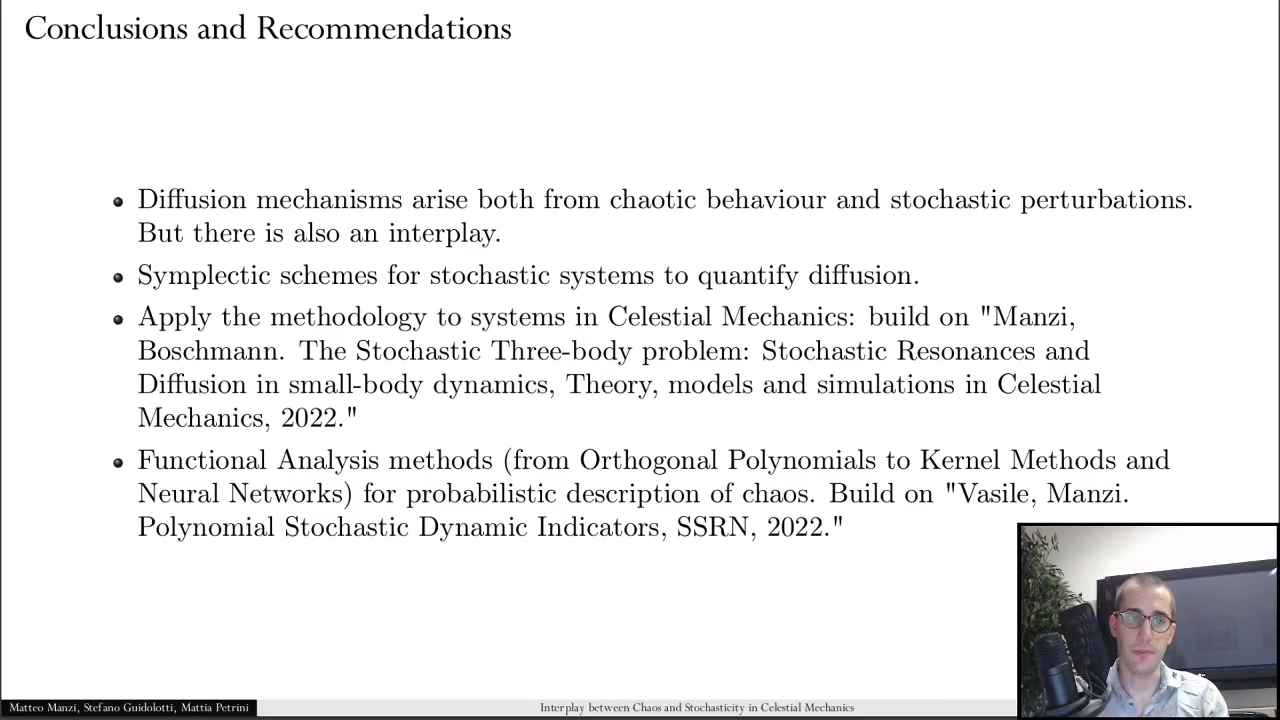 Conclusions and Recommendations
Diffusion mechanisms arise both from chaotic behaviour and stochastic perturbations.
But there is also an interplay.
Symplectic schemes for stochastic systems to quantify diffusion.
Apply the methodology to systems in Celestial Mechanics: build on "Manzi,
Boschmann. The Stochastic Three-body problem: Stochastic Resonances and
Diffusion in small-body dynamics, Theory, models and simulations in Celestial
Mechanics, 2022."
Functional Analysis methods (from Orthogonal Polynomials to Kernel Methods and
Neural Networks) for probabilistic description of chaos. Build on "Vasile, Manzi.
Polynomial Stochastic Dynamic Indicators, SSRN, 2022."
Matteo Manzi, Stefano Guidolotti, Mattia Petrini
Interplay between Chaos and Stochasticity in Celestial Mechanics